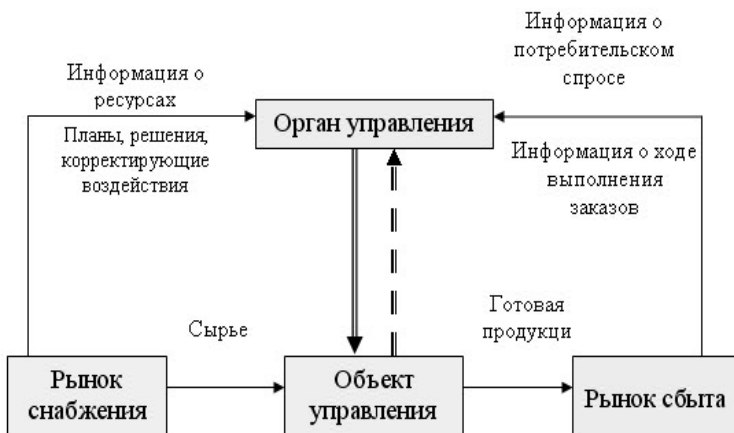 Информация о
потребительском
спросе
Информация о
ресурсах
Орган управления
Планы, решения,
корректирующие
воздействия
Информация о ходе
выполнения
заказов
Сырье
Готовая
продукци
Рынок
снабжения
Объект
управления
Рынок сбыта